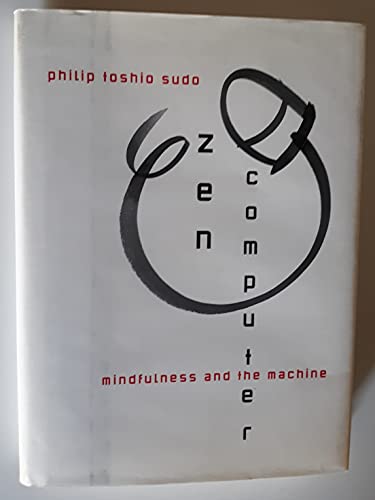 philip toshio sudo
zen
computer
mindfulness and the machine